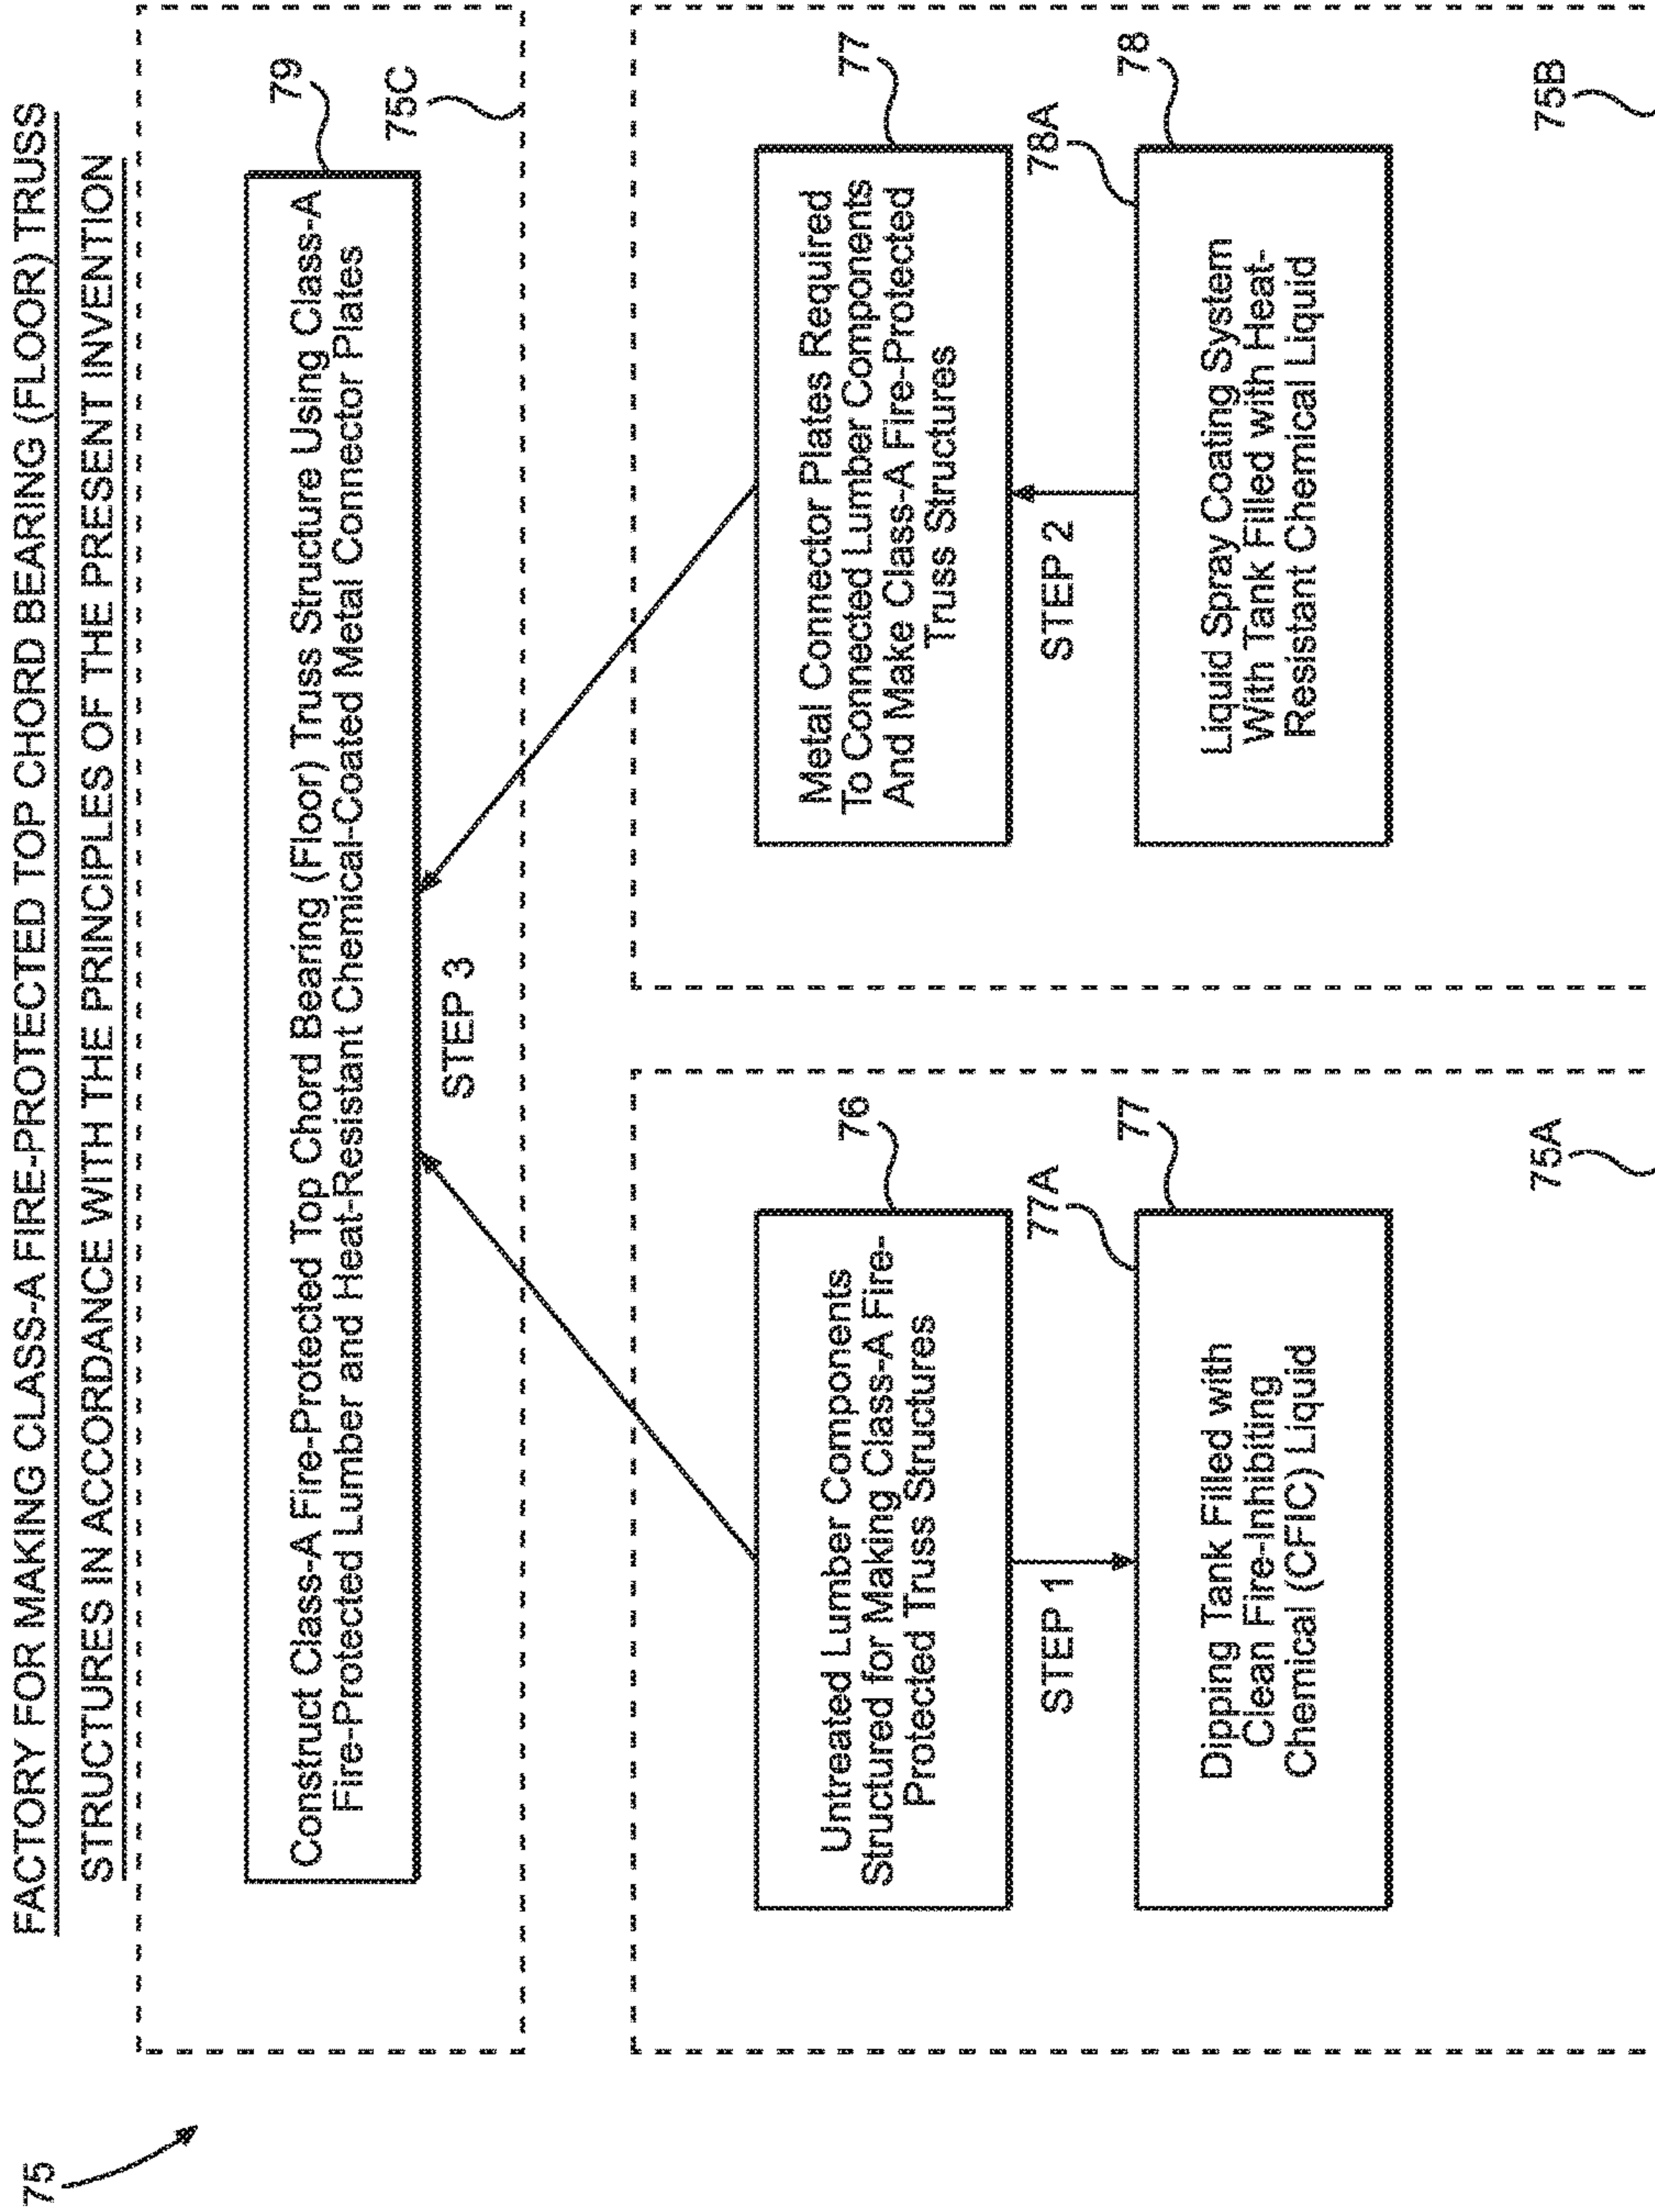 FACTORY FOR MAKING CLASS-A FIRE-PROTECTED TOP CHORD BEARING (FLOOR) TRUSS
STRUCTURES IN ACCORDANCE WITH THE PRINCIPLES OF THE PRESENT INVENTION
75
79
Construct Class-A Fire-Protected Top Chord Bearing (Floor) Truss Structure Using Class-A
Fire-Protected Lumber and Heat-Resistant Chemical-Coated Metal Connector Plates
75C
STEP 3
76
Untreated Lumber Components
Structured for Making Class-A Fire-
Protected Truss Structures
STEP 1
77A
77
Dipping Tank Filled with
Clean Fire-Inhibiting
Chemical (CFIC) Liquid
75A
77
Metal Connector Plates Required
To Connected Lumber Components
And Make Class-A Fire-Protected
Truss Structures
STEP 2
78A
78
Liquid Spray Coating System
With Tank Filled with Heat-
Resistant Chemical Liquid
75B